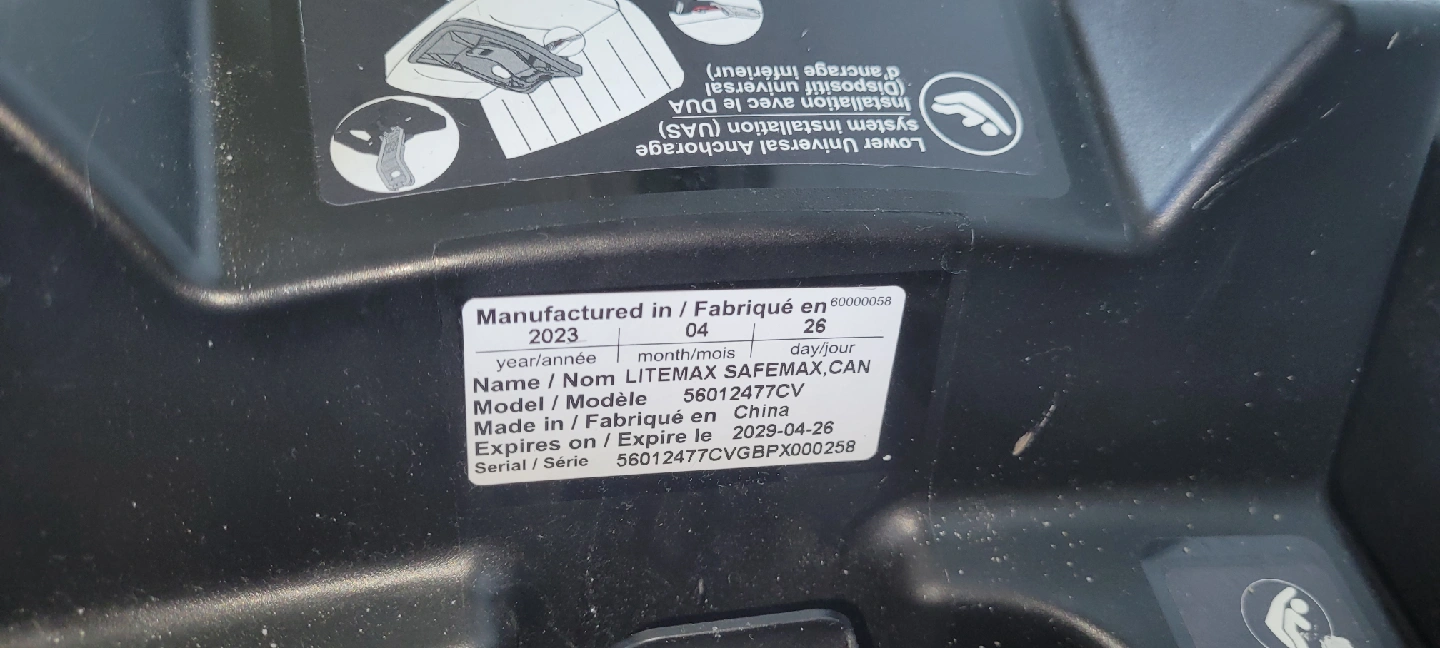 Lower Universal Anchorage
system installation (UAS)
Installation avec le DUA
(Dispositif universal
d'ancrage inférieur)
Manufactured in / Fabriqué en 60000058
2023 04 26
year/année month/mois day/jour
Name / Nom LITEMAX SAFEMAX,CAN
Model / Modèle 56012477CV
Made in / Fabriqué en China
Expires on / Expire le 2029-04-26
Serial / Série 56012477CVGBPX000258